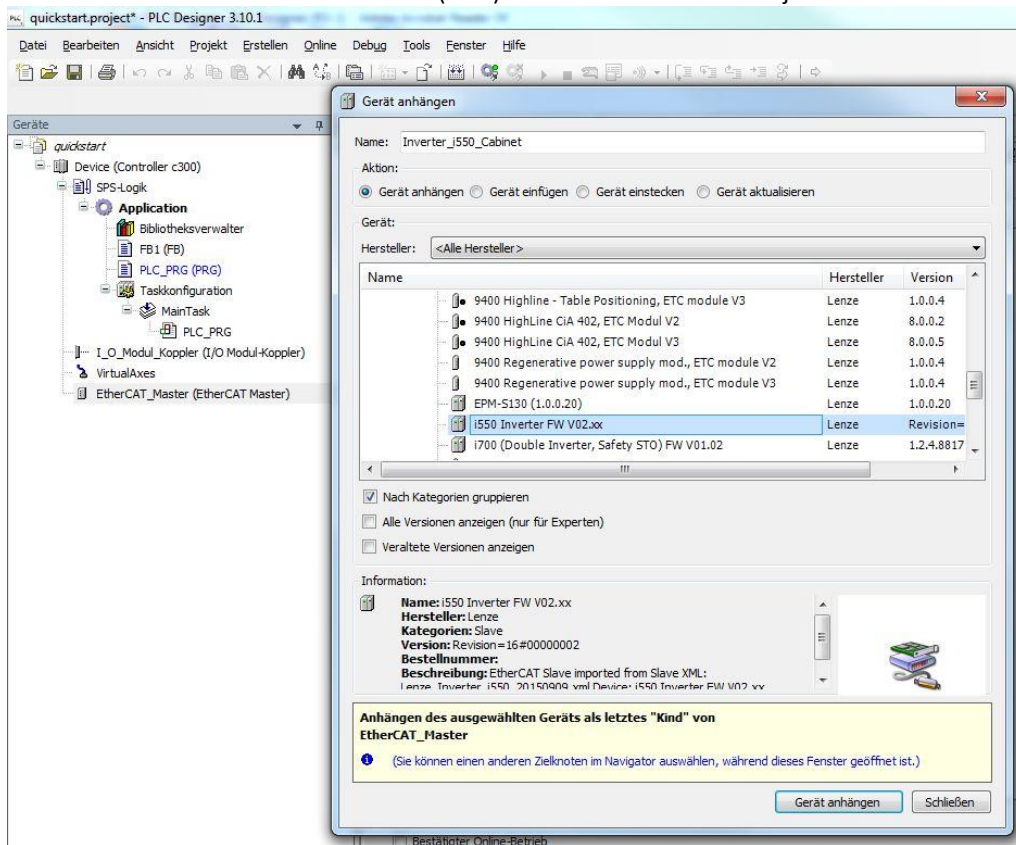 quickstart.project* - PLC Designer 3.10.1
Datei Bearbeiten Ansicht Projekt Erstellen Online Debug Tools Fenster Hilfe
Geräte
quickstart
Device (Controller c300)
SPS-Logik
Application
Bibliotheksverwalter
FB1 (FB)
PLC_PRG (PRG)
Taskkonfiguration
MainTask
PLC_PRG
I_O_Modul_Koppler (I/O Modul-Koppler)
VirtualAxes
EtherCAT_Master (EtherCAT Master)
Gerät anhängen
Name: Inverter_i550_Cabinet
Aktion:
Gerät anhängen Gerät einfügen Gerät einstecken Gerät aktualisieren
Gerät:
Hersteller: <Alle Hersteller>
Name Hersteller Version
9400 Highline - Table Positioning, ETC module V3 Lenze 1.0.0.4
9400 HighLine CiA 402, ETC Modul V2 Lenze 8.0.0.2
9400 HighLine CiA 402, ETC Modul V3 Lenze 8.0.0.5
9400 Regenerative power supply mod., ETC module V2 Lenze 1.0.0.4
9400 Regenerative power supply mod., ETC module V3 Lenze 1.0.0.4
EPM-S130 (1.0.0.20) Lenze 1.0.0.20
i550 Inverter FW V02.xx Lenze Revision=
i700 (Double Inverter, Safety STO) FW V01.02 Lenze 1.2.4.8817
Nach Kategorien gruppieren
Alle Versionen anzeigen (nur für Experten)
Veraltete Versionen anzeigen
Information:
Name: i550 Inverter FW V02.xx
Hersteller: Lenze
Kategorien: Slave
Version: Revision=16#00000002
Bestellnummer:
Beschreibung: EtherCAT Slave imported from Slave XML:
Lenze_Inverter_i550_20150909.xml Device: i550 Inverter FW V02.xx
Anhängen des ausgewählten Geräts als letztes "Kind" von
EtherCAT_Master
(Sie können einen anderen Zielknoten im Navigator auswählen, während dieses Fenster geöffnet ist.)
Gerät anhängen Schließen
Bestätigter Online-Betrieb